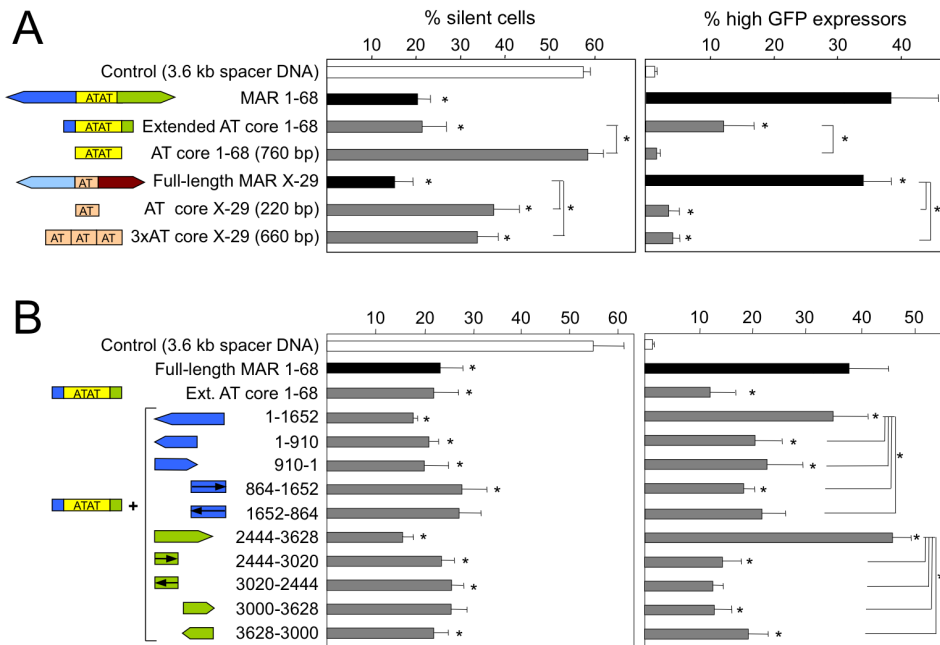 A
% silent cells
% high GFP expressors
10 20 30 40 50 60
10 20 30 40
Control (3.6 kb spacer DNA)
ATAT MAR 1-68 *
ATAT Extended AT core 1-68 * * * *
ATAT AT core 1-68 (760 bp)
AT Full-length MAR X-29 * *
AT AT core X-29 (220 bp) * * * *
AT AT AT 3xAT core X-29 (660 bp) * *
B
10 20 30 40 50 60
10 20 30 40 50
Control (3.6 kb spacer DNA)
Full-length MAR 1-68 *
ATAT Ext. AT core 1-68 *
1-1652 * *
1-910 * *
910-1 * * *
864-1652 * *
ATAT +
1652-864
2444-3628 * *
2444-3020 * *
3020-2444 * *
3000-3628 *
3628-3000 * *